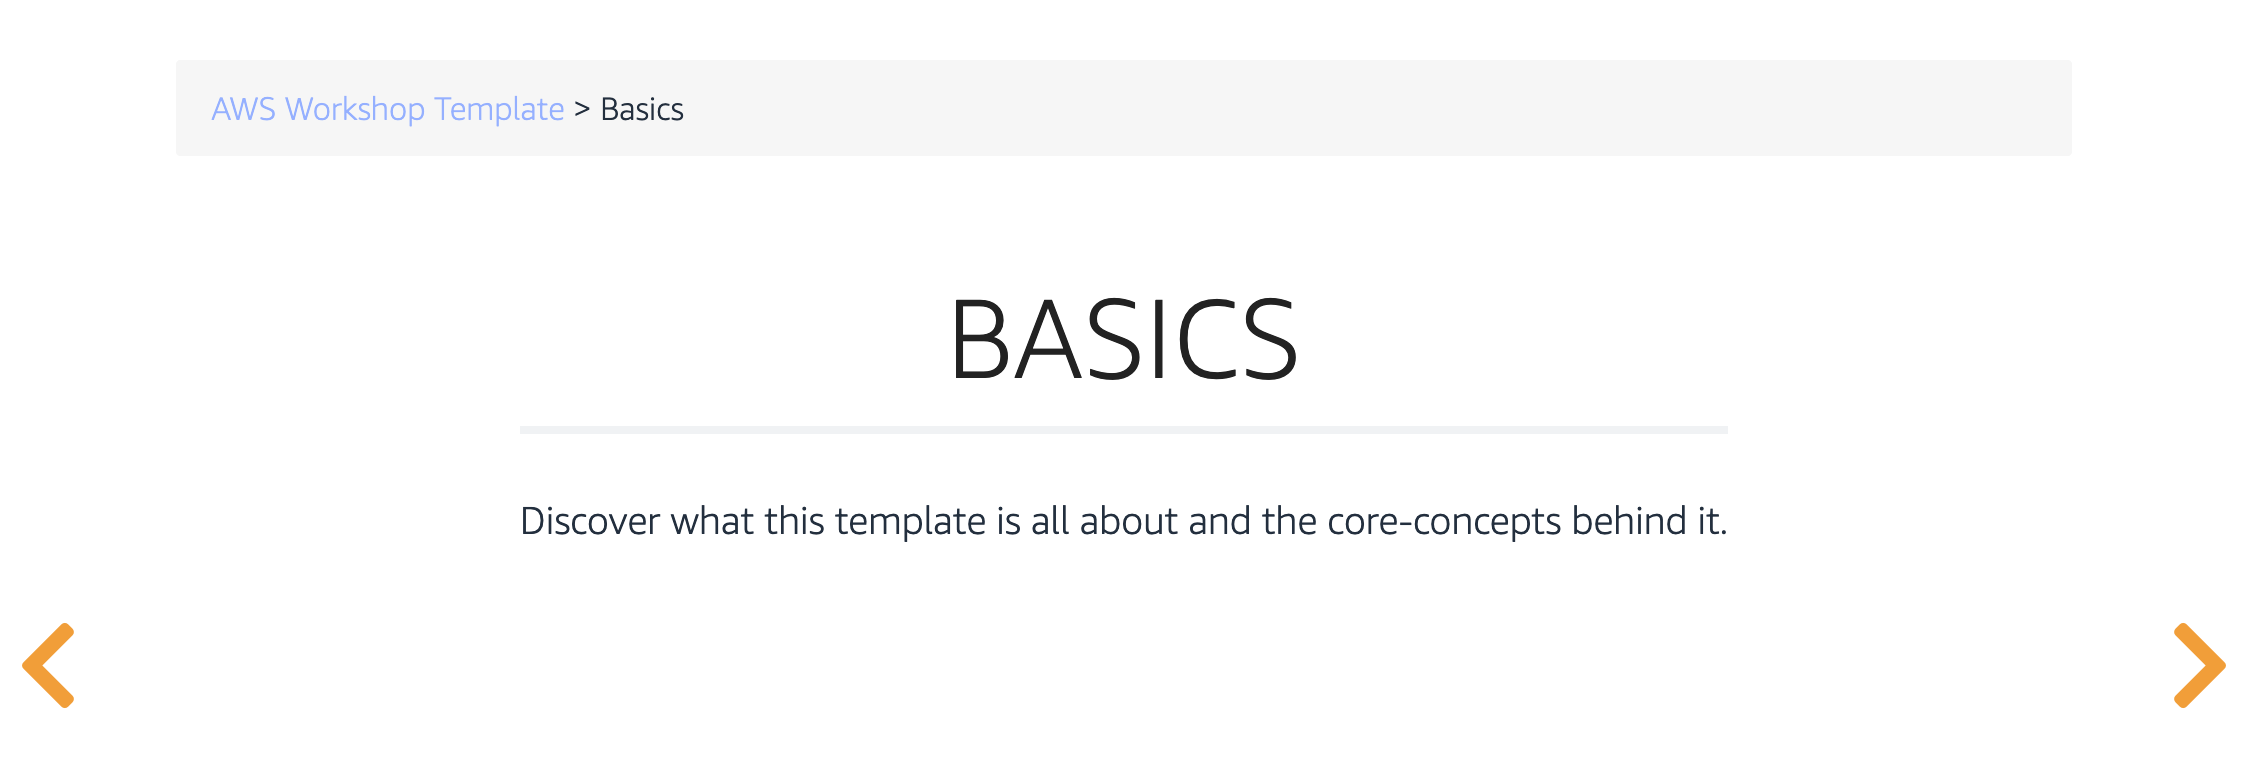 AWS Workshop Template > Basics
BASICS
Discover what this template is all about and the core-concepts behind it.